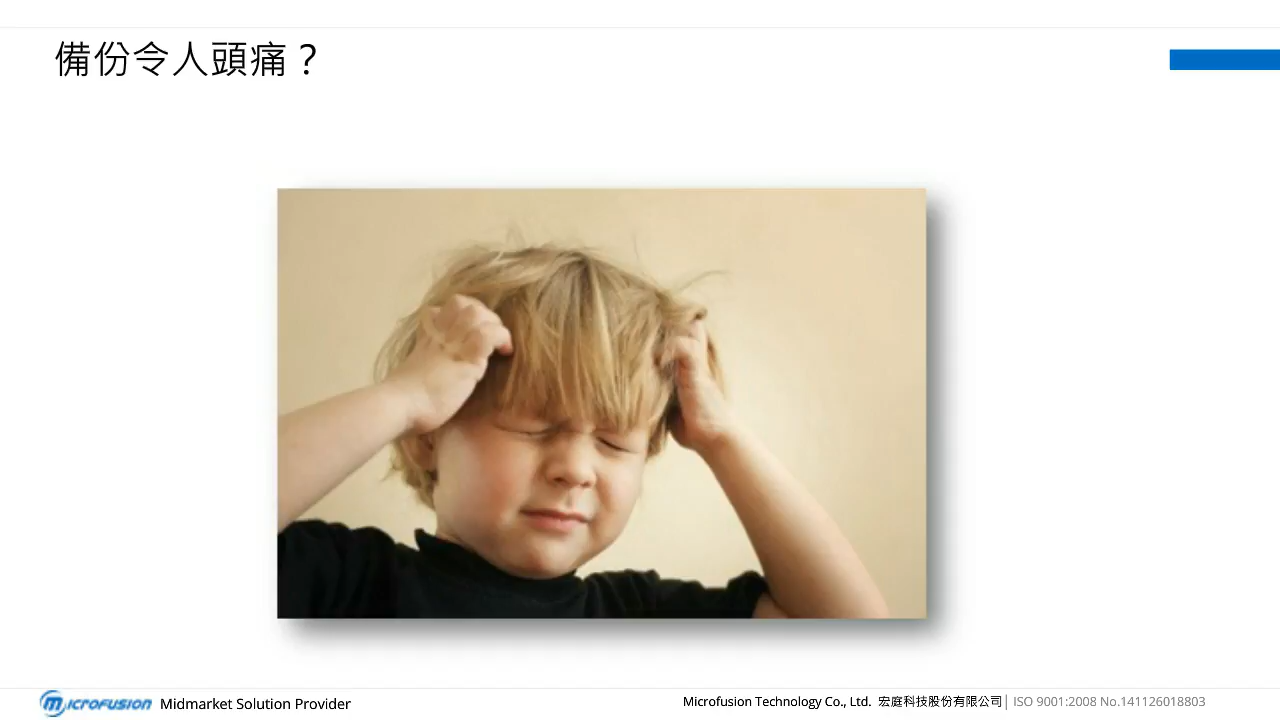 備份令人頭痛？
Microfusion Midmarket Solution Provider
Microfusion Technology Co., Ltd. 宏庭科技股份有限公司│ISO 9001:2008 No.141126018803